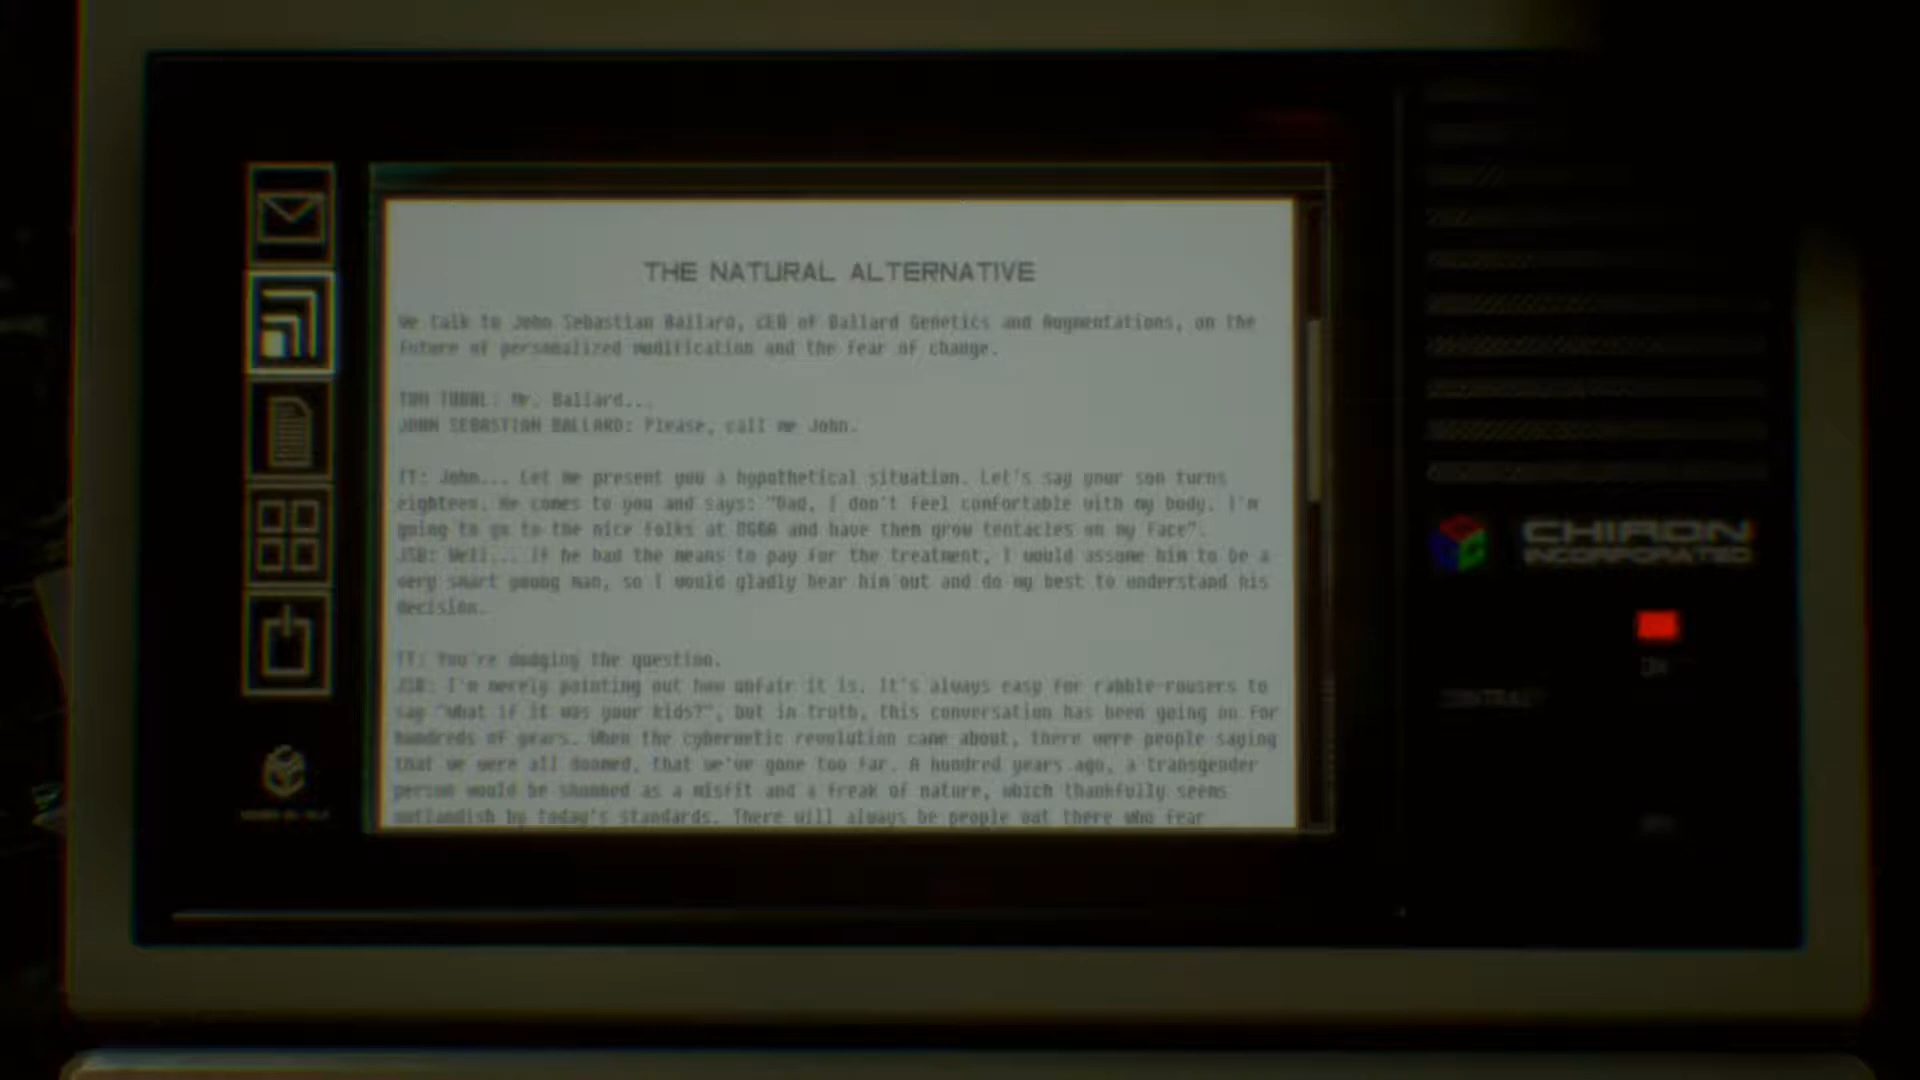 THE NATURAL ALTERNATIVE
We talk to John Sebastian Ballard, CEO of Ballard Genetics and Augmentations, on the
future of personalized modification and the fear of change.
Mr. Ballard...
JOHN SEBASTIAN BALLARD: Please, call me John.
TT: John... Let me present you a hypothetical situation. Let's say your son turns
eighteen. He comes to you and says: "Dad, I don't feel comfortable with my body. I'm
going to go to the nice folks at and have them grow tentacles on my face".
JSB: Well... If he had the means to pay for the treatment, I would assume him to be a
very smart young man, so I would gladly hear him out and do my best to understand his
decision.
TT: You're dodging the question.
JSB: I'm merely pointing out how unfair it is. It's always easy for rabble-rousers to
say "What if it was your kids?", but in truth, this conversation has been going on for
hundreds of years. When the cybernetic revolution came about, there were people saying
that we were all doomed, that we've gone too far. A hundred years ago, a transgender
person would be shunned as a misfit and a freak of nature, which thankfully seems
outlandish by today's standards. There will always be people out there who fear
CHIRON
INCORPORATED
ON
CONTRAST